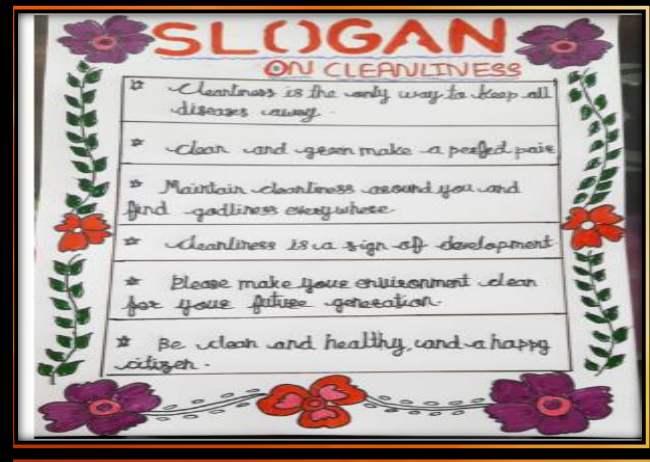 SLOGAN
ON CLEANLINESS
☆ Cleanliness is the only way to keep all
diseases away.
☆ Clean and green make a perfect pair
☆ Maintain cleanliness around you and
find godliness everywhere.
☆ Cleanliness is a sign off development
☆ Please make your enviisonment clean
for your future generation.
☆ Be clean and healthy, and a happy
citizen.